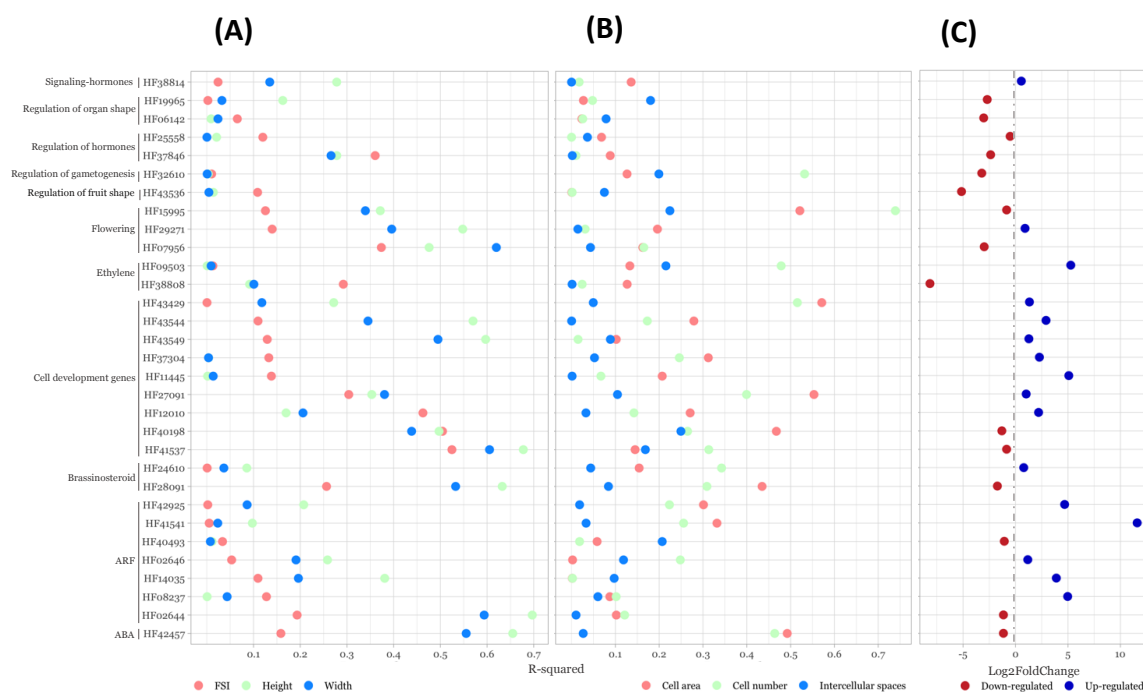 (A) (B) (C)
Signaling-hormones HF38814
Regulation of organ shape HF19965
HF06142
Regulation of hormones HF25558
HF37846
Regulation of gametogenesis HF32610
Regulation of fruit shape HF43536
Flowering HF15995
HF29271
HF07956
Ethylene HF09503
HF38808
Cell development genes HF43429
HF43544
HF43549
HF37304
HF11445
HF27091
HF12010
HF40198
HF41537
Brassinosteroid HF24610
HF28091
ARF HF42925
HF41541
HF40493
HF02646
HF14035
HF08237
HF02644
ABA HF42457
0.1 0.2 0.3 0.4 0.5 0.6 0.7 0.1 0.2 0.3 0.4 0.5 0.6 0.7 -5 0 5 10
R-squared Log2FoldChange
FSI Height Width Cell area Cell number Intercellular spaces Down-regulated Up-regulated